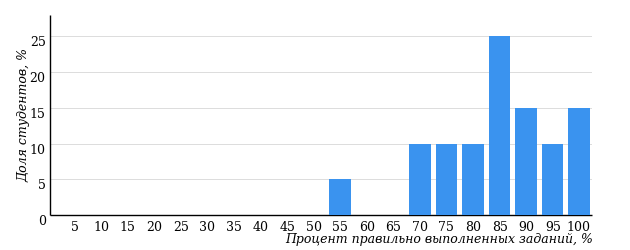 Доля студентов, %
25
20
15
10
5
0
5 10 15 20 25 30 35 40 45 50 55 60 65 70 75 80 85 90 95 100
Процент правильно выполненных заданий, %